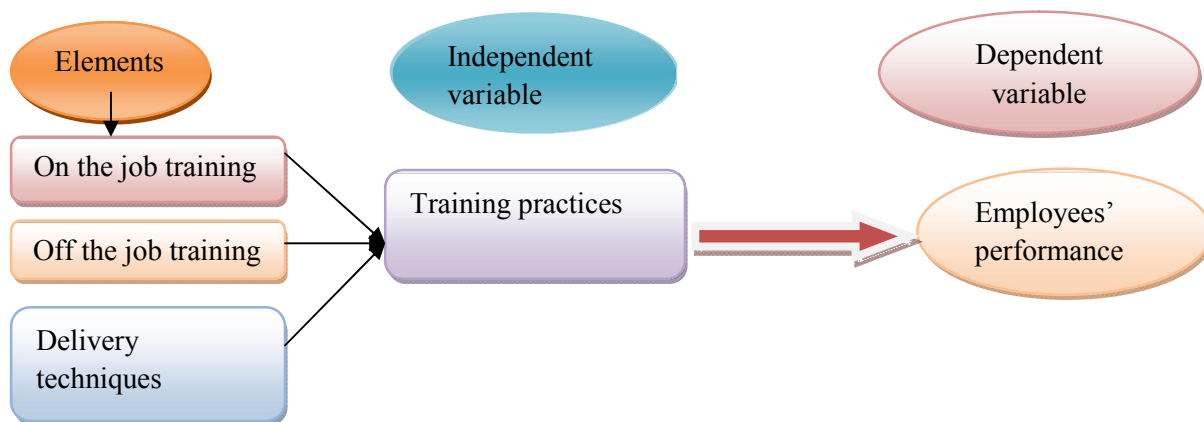 Elements
Independent
variable
Dependent
variable
On the job training
Off the job training
Delivery
techniques
Training practices
Employees’
performance